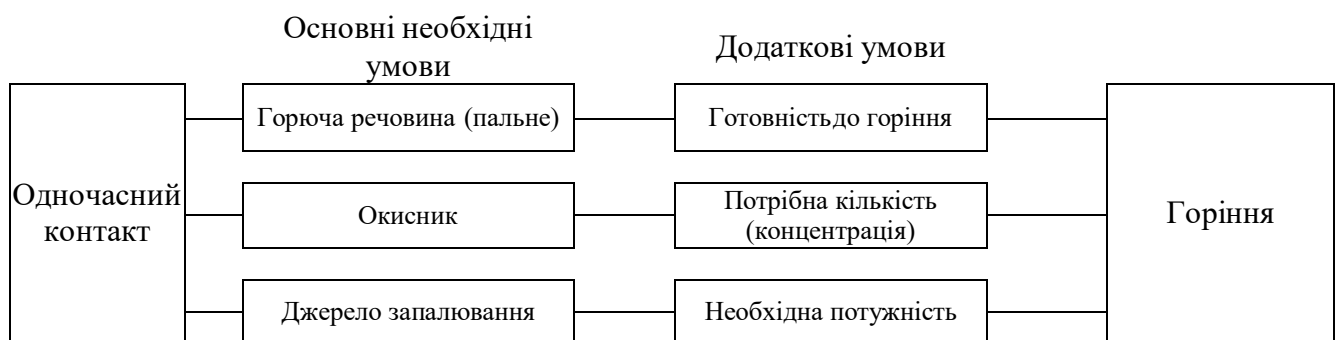 Основні необхідні
умови
Додаткові умови
Одночасний
контакт
Горюча речовина (пальне)
Готовністьдо горіння
Окисник
Потрібна кількість
(концентрація)
Джерело запалювання
Необхідна потужність
Горіння